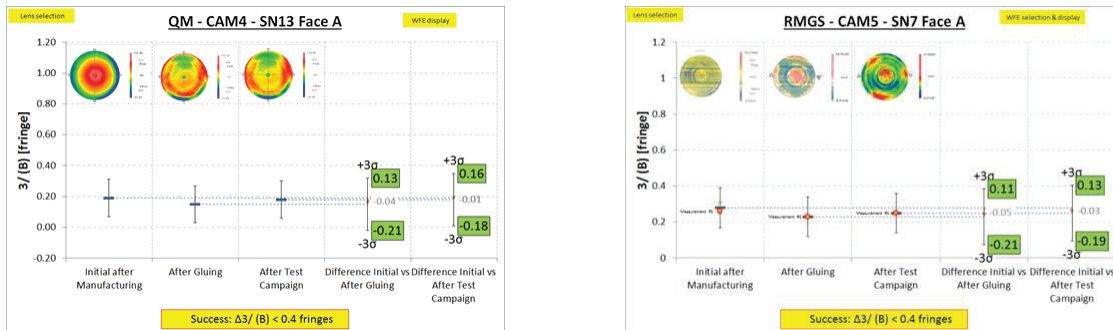 Lens selection
QM - CAM4 - SN13 Face A
WFE display
3/ (B) [fringe]
1.20
1.00
0.80
0.60
0.40
0.20
0.00
-0.20
+3σ
0.13
-0.04
-0.21
-3σ
+3σ
0.16
-0.01
-0.18
-3σ
Initial after
Manufacturing
After Gluing
After Test
Campaign
Difference Initial vs
After Gluing
Difference Initial vs
After Test
Campaign
Success: Δ3/ (B) < 0.4 fringes
Lens selection
RMGS - CAM5 - SN7 Face A
WFE selection & display
3/ (B) [fringe]
1.2
1
0.8
0.6
0.4
0.2
0
Measurement #1
Measurement #1
Measurement #1
+3σ
0.11
-0.05
-0.21
-3σ
+3σ
0.13
-0.03
-0.19
-3σ
Initial after
Manufacturing
After Gluing
After Test
Campaign
Difference Initial vs
After Gluing
Difference Initial vs
After Test
Campaign
Success: Δ3/ (B) < 0.4 fringes